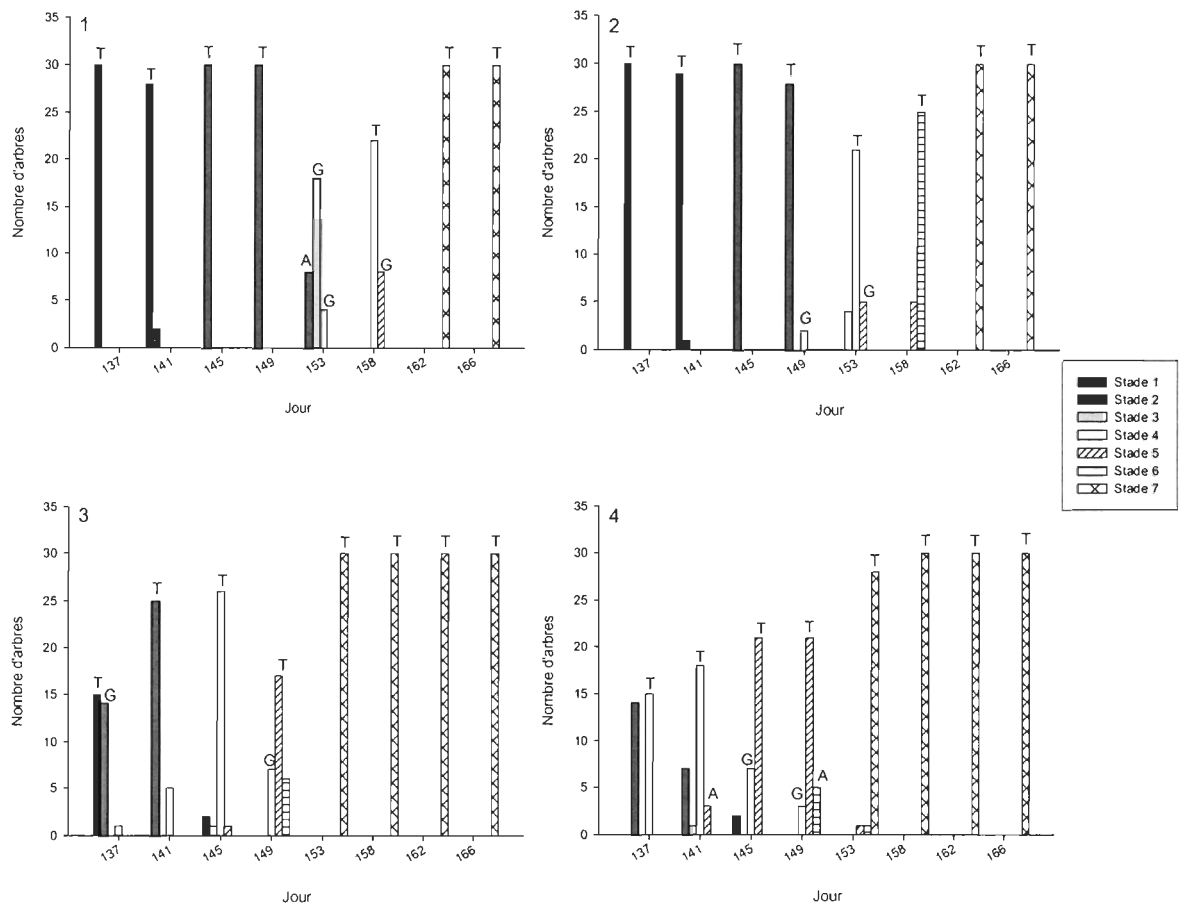 1
35
30
25
20
15
10
5
0
Nombre d'arbres
T
T
T
T
A
G
G
T
G
T
T
137
141
145
149
153
158
162
166
Jour
2
35
30
25
20
15
10
5
0
Nombre d'arbres
T
T
T
T
G
T
G
T
T
T
137
141
145
149
153
158
162
166
Jour
Stade 1
Stade 2
Stade 3
Stade 4
Stade 5
Stade 6
Stade 7
3
35
30
25
20
15
10
5
0
Nombre d'arbres
T
G
T
T
G
T
T
T
T
T
137
141
145
149
153
158
162
166
Jour
4
35
30
25
20
15
10
5
0
Nombre d'arbres
T
T
A
G
T
G
T
A
T
T
T
T
137
141
145
149
153
158
162
166
Jour